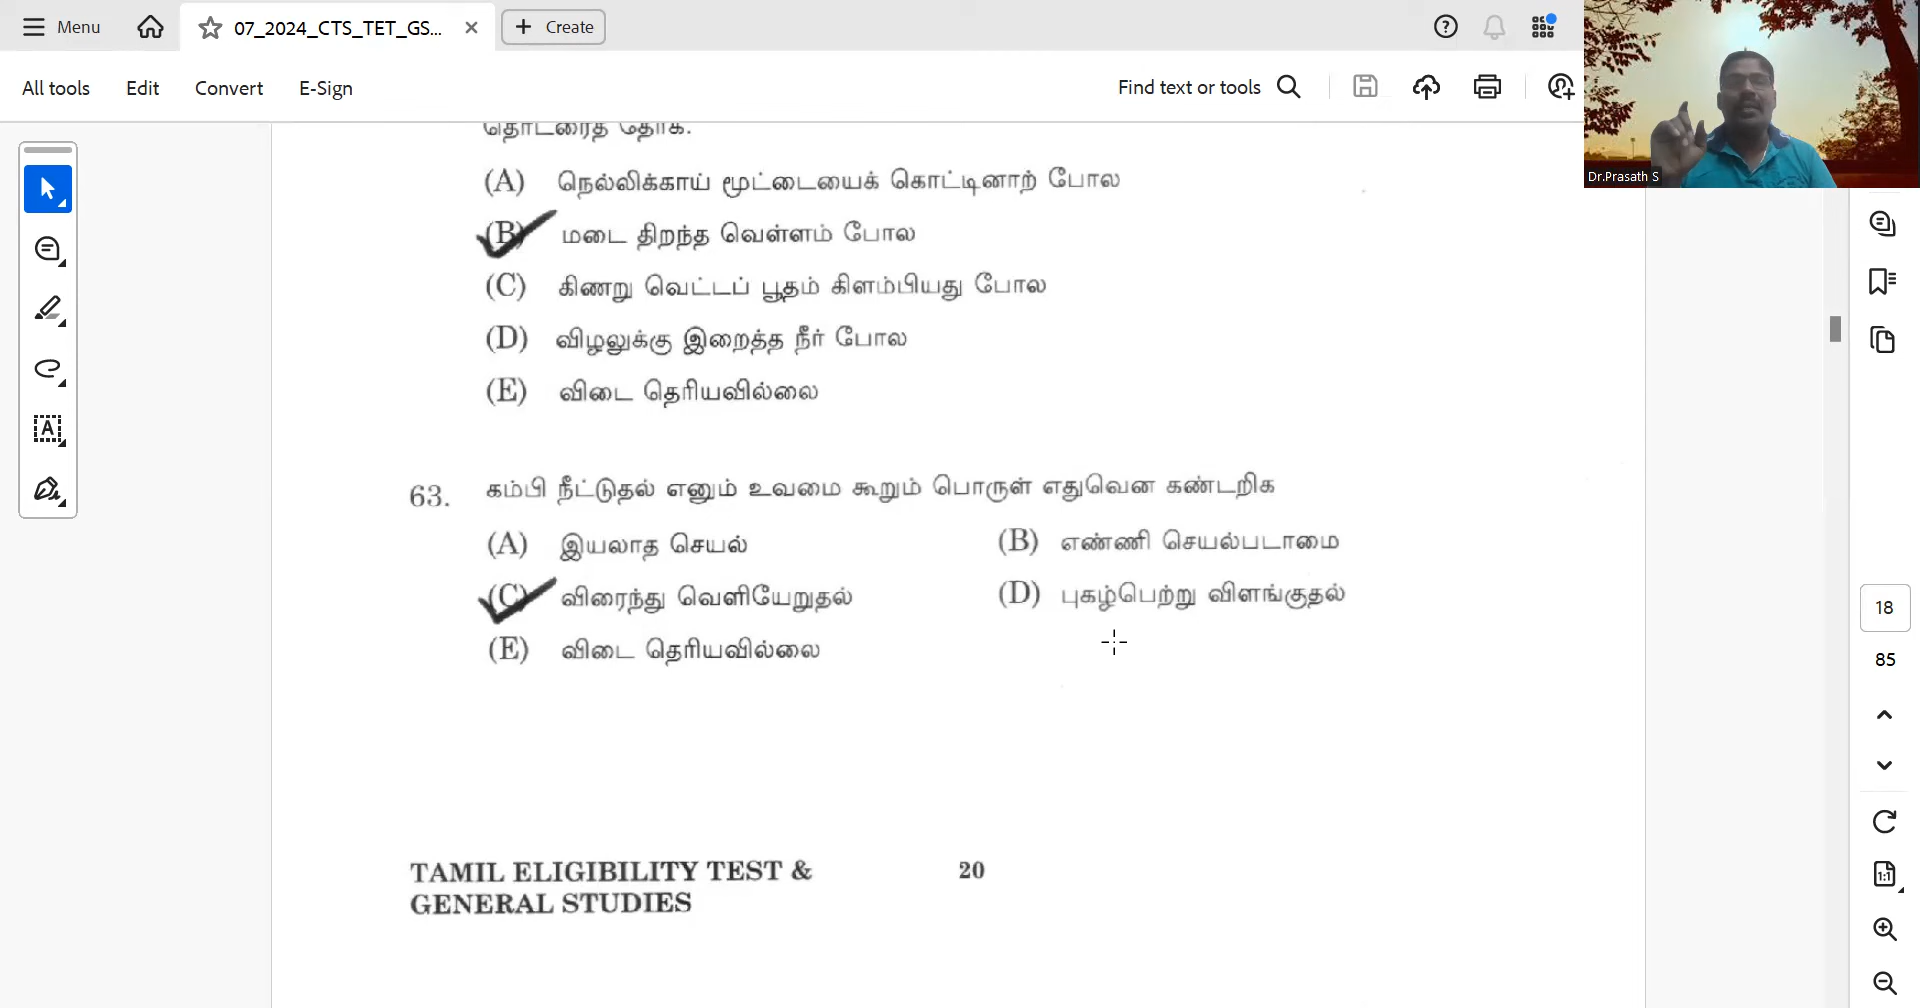 Menu
07_2024_CTS_TET_GS...
Create
All tools
Edit
Convert
E-Sign
Find text or tools
Dr.Prasath S
தொடரைத் தேர்க.
(A) நெல்லிக்காய் மூட்டையைக் கொட்டினாற் போல
(B) மடை திறந்த வெள்ளம் போல
(C) கிணறு வெட்டப் பூதம் கிளம்பியது போல
(D) விழலுக்கு இறைத்த நீர் போல
(E) விடை தெரியவில்லை
63. கம்பி நீட்டுதல் எனும் உவமை கூறும் பொருள் எதுவென கண்டறிக
(A) இயலாத செயல் (B) எண்ணி செயல்படாமை
(C) விரைந்து வெளியேறுதல் (D) புகழ்பெற்று விளங்குதல்
(E) விடை தெரியவில்லை
TAMIL ELIGIBILITY TEST & 20
GENERAL STUDIES
18
85